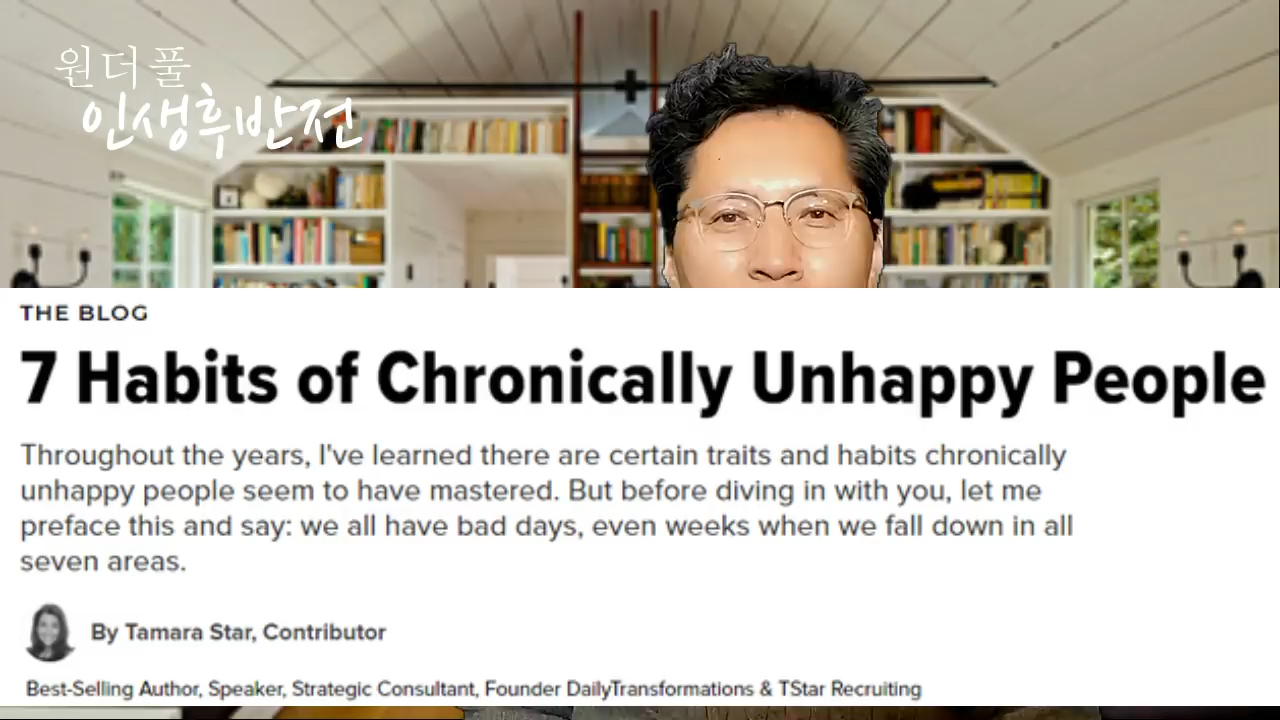 원더풀
인생후반전
THE BLOG
7 Habits of Chronically Unhappy People
Throughout the years, I've learned there are certain traits and habits chronically
unhappy people seem to have mastered. But before diving in with you, let me
preface this and say: we all have bad days, even weeks when we fall down in all
seven areas.
By Tamara Star, Contributor
Best-Selling Author, Speaker, Strategic Consultant, Founder DailyTransformations & TStar Recruiting